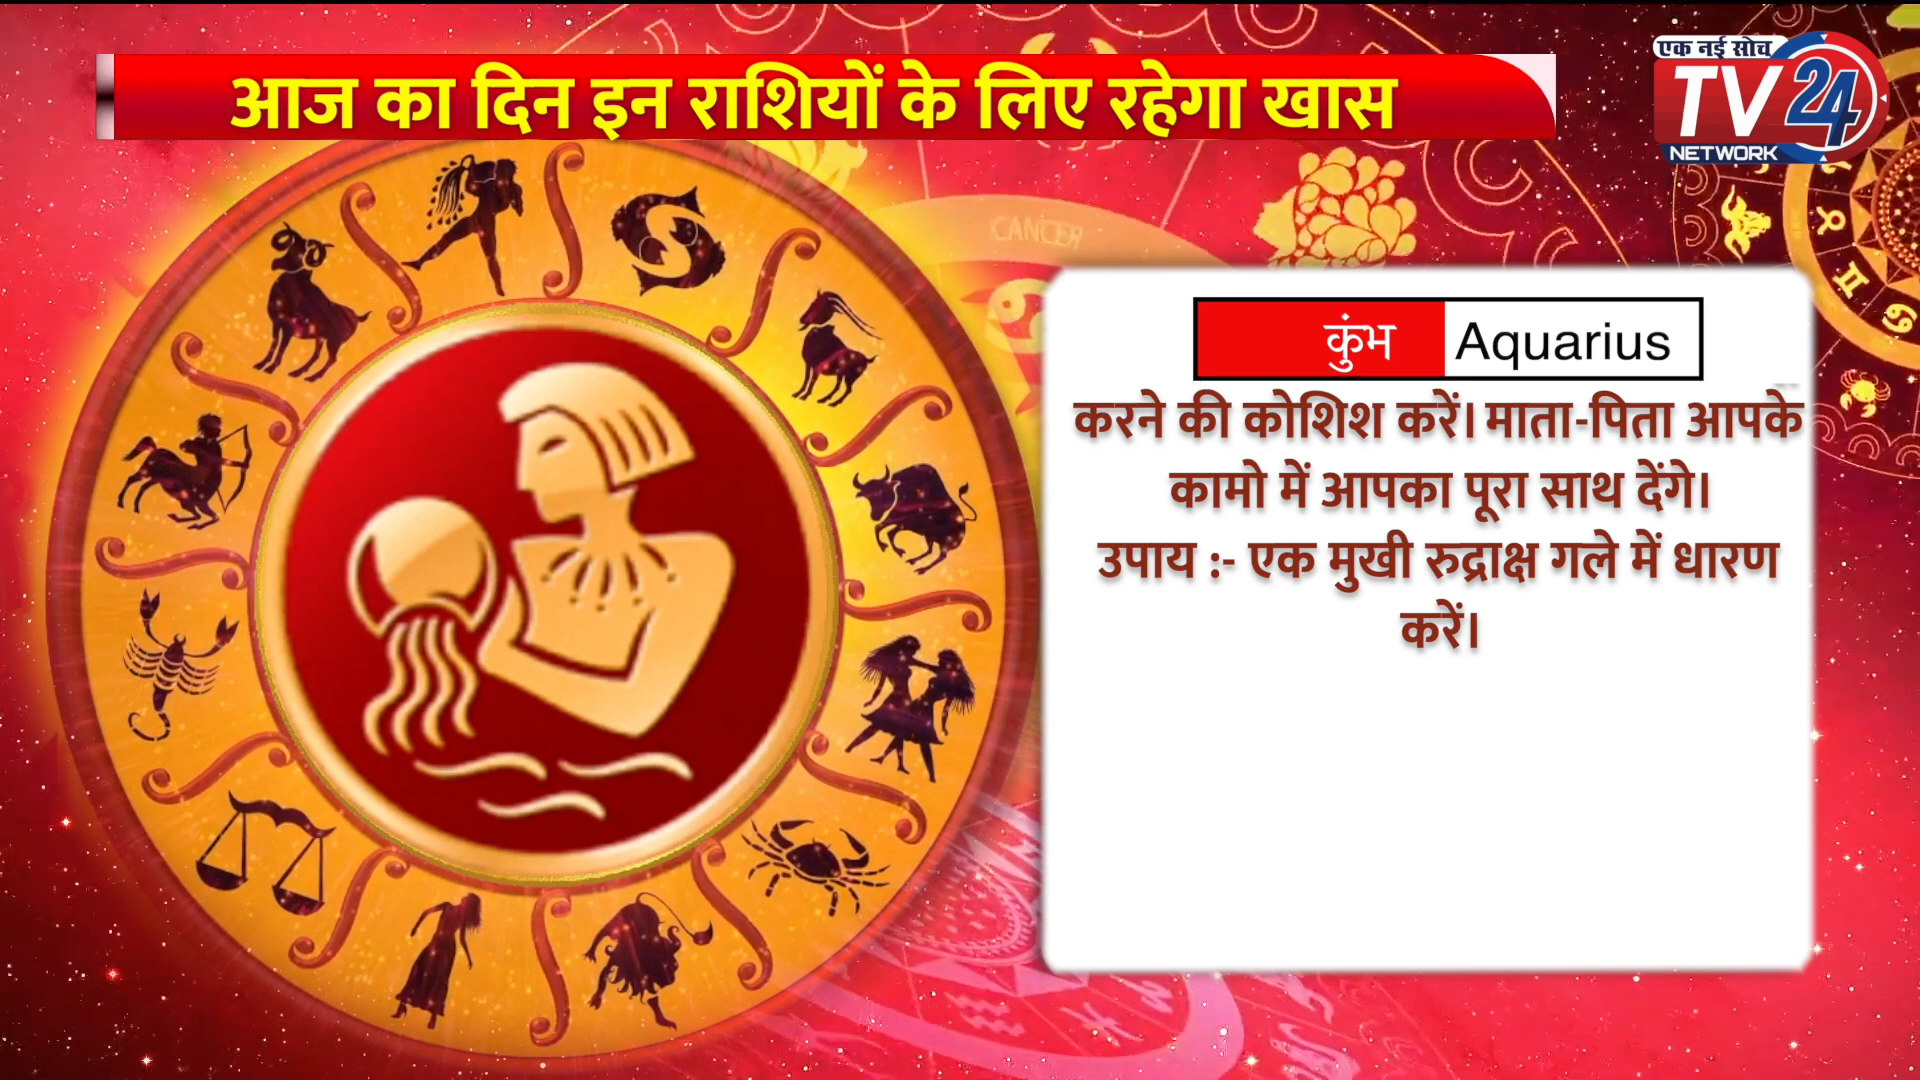 आज का दिन इन राशियों के लिए रहेगा खास
एक नई सोच
TV24
NETWORK
CANCER
कुंभ Aquarius
करने की कोशिश करें। माता-पिता आपके
कामो में आपका पूरा साथ देंगे।
उपाय :- एक मुखी रुद्राक्ष गले में धारण
करें।